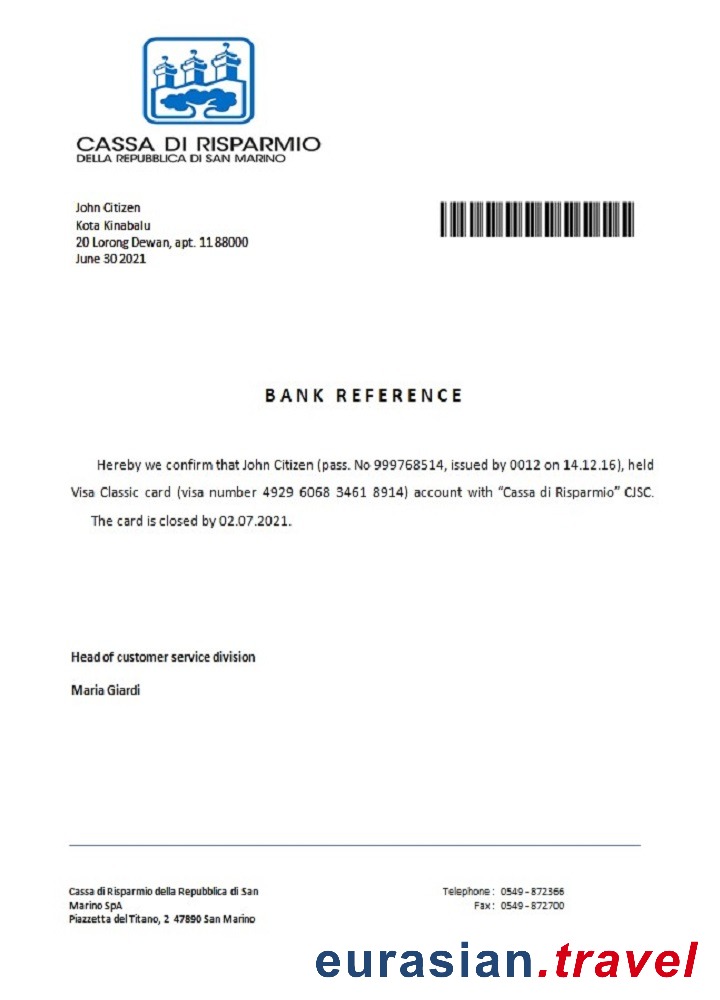 CASSA DI RISPARMIO
DELLA REPUBBLICA DI SAN MARINO
John Citizen
Kota Kinabalu
20 Lorong Dewan, apt. 11 88000
June 30 2021
BANK REFERENCE
Hereby we confirm that John Citizen (pass. No 999768514, issued by 0012 on 14.12.16), held
Visa Classic card (visa number 4929 6068 3461 8914) account with “Cassa di Risparmio” CJSC.
The card is closed by 02.07.2021.
Head of customer service division
Maria Giardi
Cassa di Risparmio della Repubblica di San
Marino SpA
Piazzetta del Titano, 2 47890 San Marino
Telephone : 0549 - 872366
Fax : 0549 - 872700
eurasian.travel